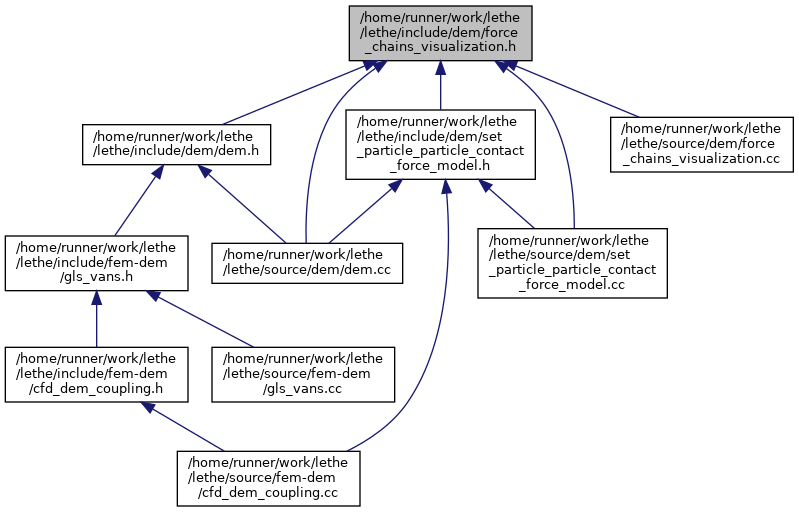 /home/runner/work/lethe
/lethe/include/dem/force
_chains_visualization.h
/home/runner/work/lethe
/lethe/include/dem/dem.h
/home/runner/work/lethe
/lethe/include/dem/set
_particle_particle_contact
_force_model.h
/home/runner/work/lethe
/lethe/source/dem/force
_chains_visualization.cc
/home/runner/work/lethe
/lethe/include/fem-dem
/gls_vans.h
/home/runner/work/lethe
/lethe/source/dem/dem.cc
/home/runner/work/lethe
/lethe/source/dem/set
_particle_particle_contact
_force_model.cc
/home/runner/work/lethe
/lethe/include/fem-dem
/cfd_dem_coupling.h
/home/runner/work/lethe
/lethe/source/fem-dem
/gls_vans.cc
/home/runner/work/lethe
/lethe/source/fem-dem
/cfd_dem_coupling.cc